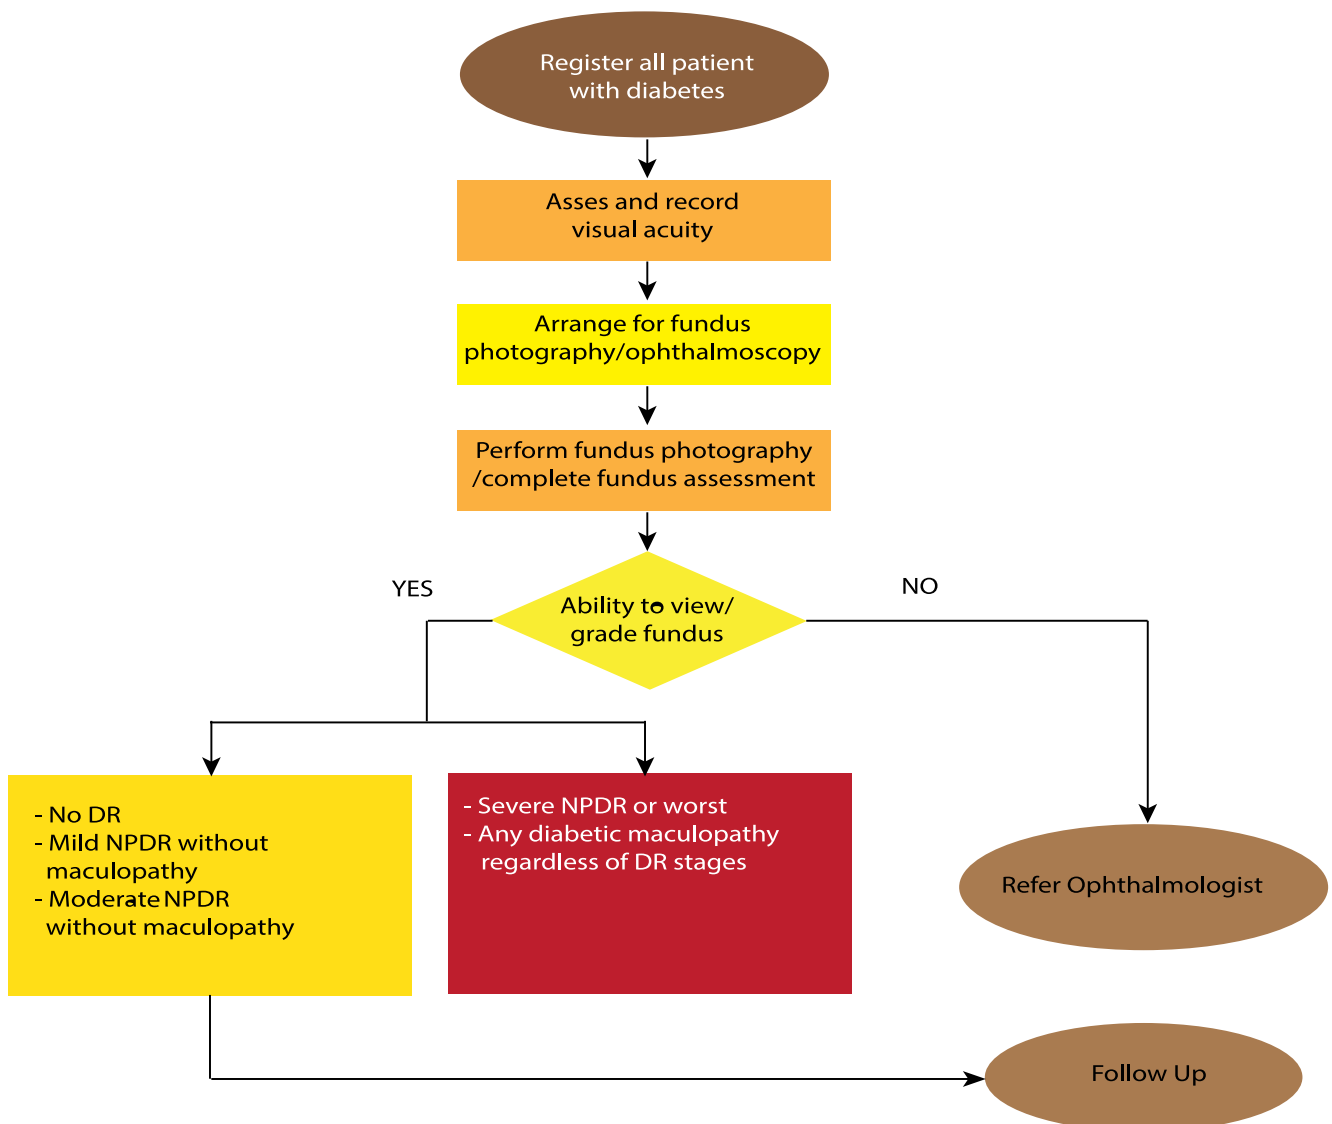 Register all patient
with diabetes
Asses and record
visual acuity
Arrange for fundus
photography/ophthalmoscopy
Perform fundus photography
/complete fundus assessment
YES
NO
Ability to view/
grade fundus
- No DR
- Mild NPDR without
maculopathy
- Moderate NPDR
without maculopathy
- Severe NPDR or worst
- Any diabetic maculopathy
regardless of DR stages
Refer Ophthalmologist
Follow Up